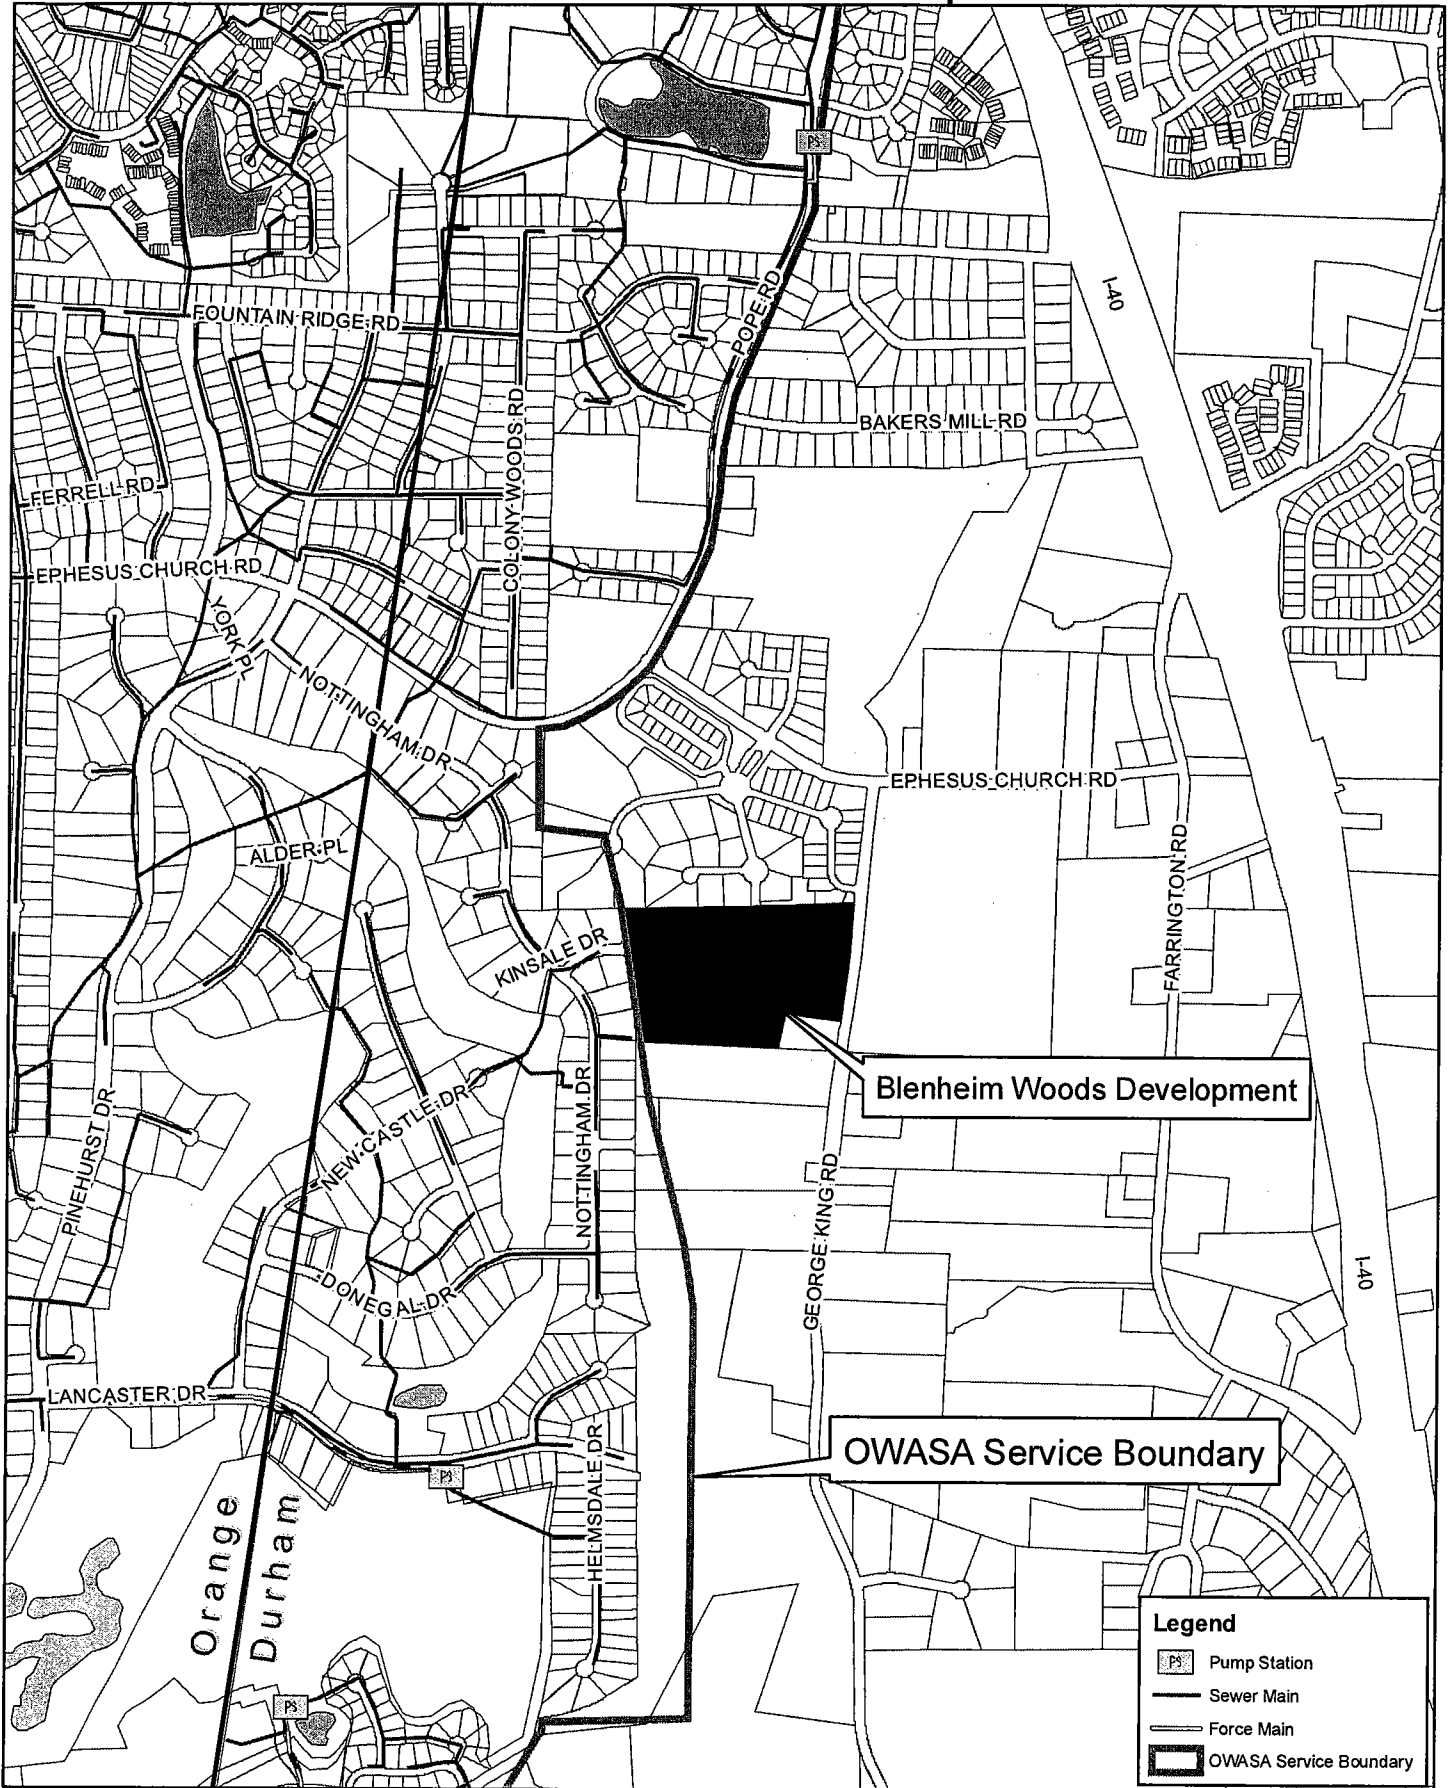 PS
I-40
FOUNTAIN RIDGE RD
POPE RD
BAKERS MILL RD
COLONY WOODS RD
FERRELL RD
EPHESUS CHURCH RD
YORK PL
NOTTINGHAM DR
EPHESUS CHURCH RD
ALDER PL
FARRINGTON RD
KINSALE DR
Blenheim Woods Development
NEW CASTLE DR
NOTTINGHAM DR
PINEHURST DR
GEORGE KING RD
I-40
DONEGAL DR
LANCASTER DR
OWASA Service Boundary
PS
HELMSDALE DR
Orange
Durham
PS
Legend
PS Pump Station
Sewer Main
Force Main
OWASA Service Boundary